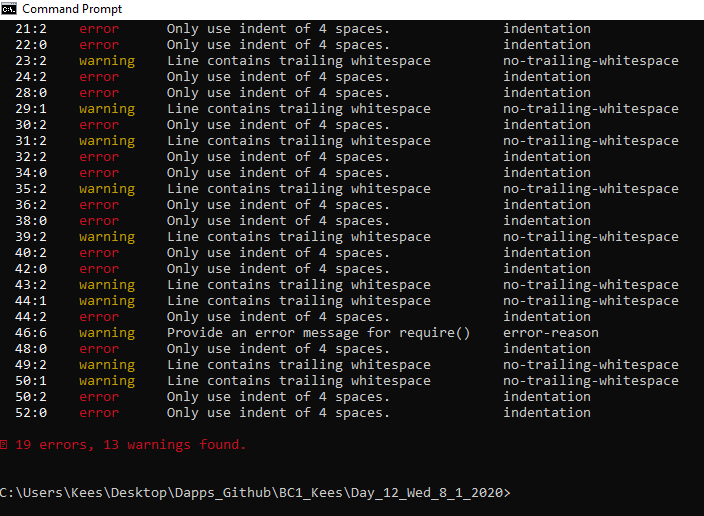 Command Prompt
21:2 error Only use indent of 4 spaces. indentation
22:0 error Only use indent of 4 spaces. indentation
23:2 warning Line contains trailing whitespace no-trailing-whitespace
24:2 error Only use indent of 4 spaces. indentation
28:0 error Only use indent of 4 spaces. indentation
29:1 warning Line contains trailing whitespace no-trailing-whitespace
30:2 error Only use indent of 4 spaces. indentation
31:2 warning Line contains trailing whitespace no-trailing-whitespace
32:2 error Only use indent of 4 spaces. indentation
34:0 error Only use indent of 4 spaces. indentation
35:2 warning Line contains trailing whitespace no-trailing-whitespace
36:2 error Only use indent of 4 spaces. indentation
38:0 error Only use indent of 4 spaces. indentation
39:2 warning Line contains trailing whitespace no-trailing-whitespace
40:2 error Only use indent of 4 spaces. indentation
42:0 error Only use indent of 4 spaces. indentation
43:2 warning Line contains trailing whitespace no-trailing-whitespace
44:1 warning Line contains trailing whitespace no-trailing-whitespace
44:2 error Only use indent of 4 spaces. indentation
46:6 warning Provide an error message for require() error-reason
48:0 error Only use indent of 4 spaces. indentation
49:2 warning Line contains trailing whitespace no-trailing-whitespace
50:1 warning Line contains trailing whitespace no-trailing-whitespace
50:2 error Only use indent of 4 spaces. indentation
52:0 error Only use indent of 4 spaces. indentation
19 errors, 13 warnings found.
C:\Users\Kees\Desktop\Dapps_Github\BC1_Kees\Day_12_Wed_8_1_2020>